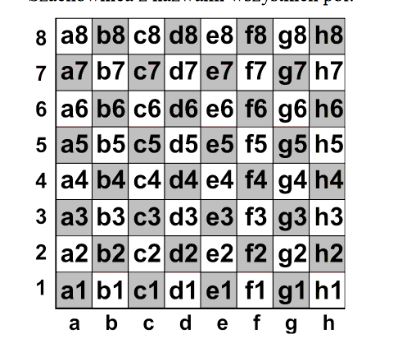 Szachownica z nazwami wszystkich pól:
8 a8 b8 c8 d8 e8 f8 g8 h8
7 a7 b7 c7 d7 e7 f7 g7 h7
6 a6 b6 c6 d6 e6 f6 g6 h6
5 a5 b5 c5 d5 e5 f5 g5 h5
4 a4 b4 c4 d4 e4 f4 g4 h4
3 a3 b3 c3 d3 e3 f3 g3 h3
2 a2 b2 c2 d2 e2 f2 g2 h2
1 a1 b1 c1 d1 e1 f1 g1 h1
a b c d e f g h